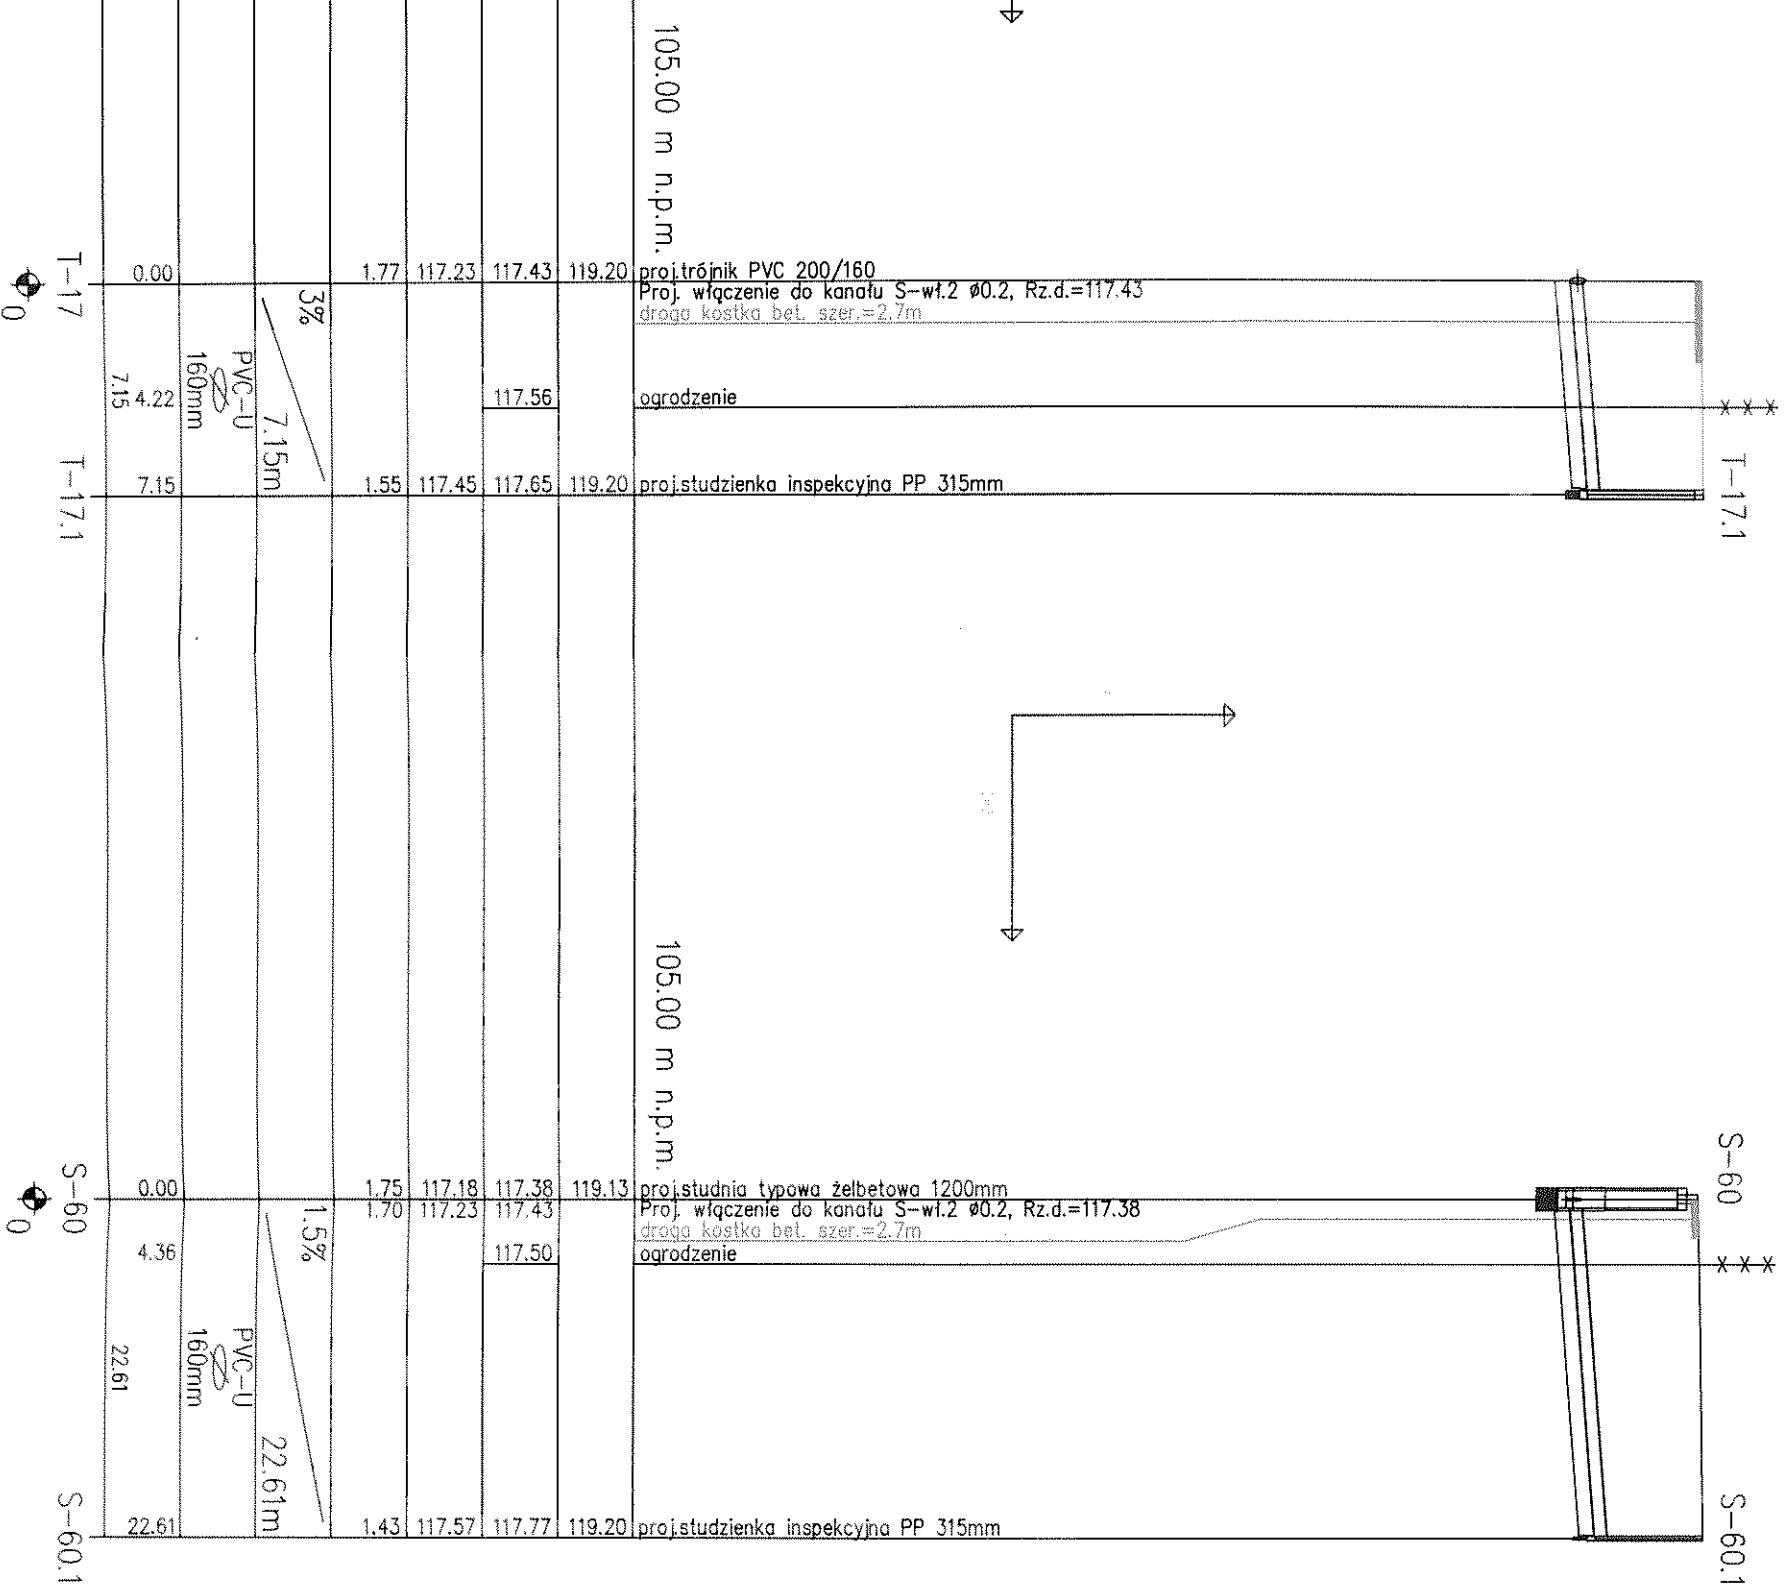 105.00 m n.p.m.
T-17
0
0.00
1.77
117.23
117.43
119.20
proj.trójnik PVC 200/160
Proj. włączenie do kanału S-wł.2 ø0.2, Rz.d.=117.43
droga kostka bet. szer.=2.7m
3%
7.15m
PVC-U
Ø
160mm
7.15
4.22
117.56
ogrodzenie
T-17.1
7.15
1.55
117.45
117.65
119.20
proj.studzienka inspekcyjna PP 315mm
T-17.1
105.00 m n.p.m.
S-60
0
0.00
1.75
117.18
117.38
119.13
proj.studnia typowa żelbetowa 1200mm
1.70
117.23
117.43
Proj. włączenie do kanału S-wł.2 ø0.2, Rz.d.=117.38
droga kostka bet. szer.=2.7m
S-60
1.5%
4.36
117.50
ogrodzenie
PVC-U
Ø
160mm
22.61
22.61m
S-60.1
22.61
1.43
117.57
117.77
119.20
proj.studzienka inspekcyjna PP 315mm
S-60.1